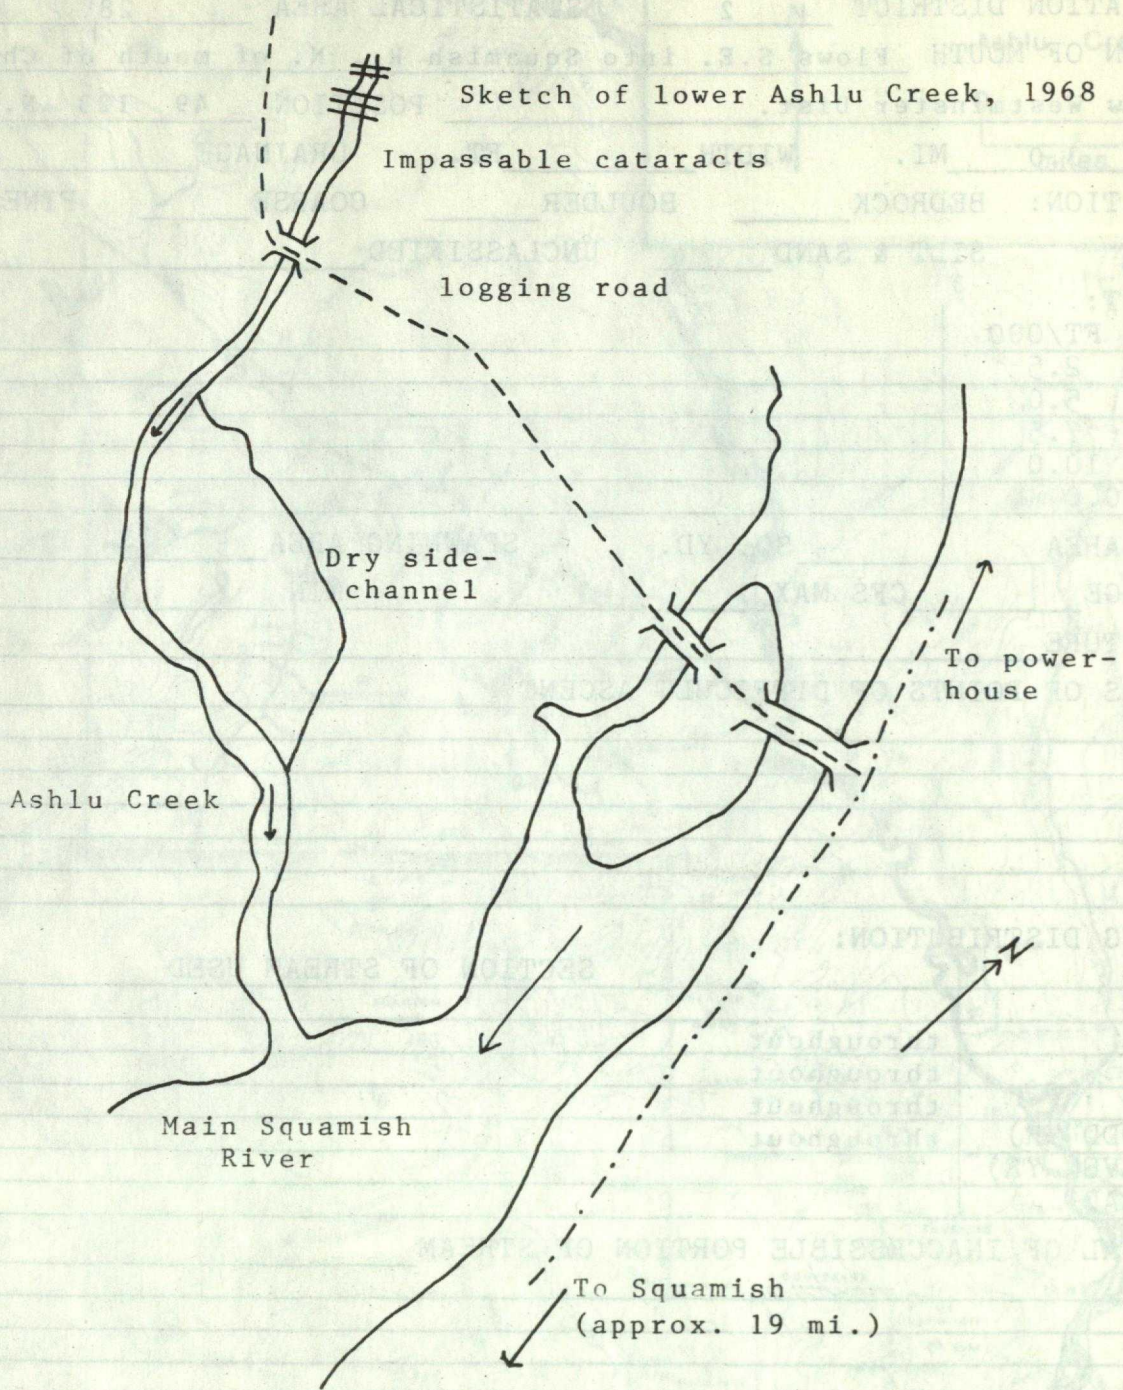 Sketch of lower Ashlu Creek, 1968
Impassable cataracts
logging road
Dry side-
channel
To power-
house
Ashlu Creek
N
Main Squamish
River
To Squamish
(approx. 19 mi.)